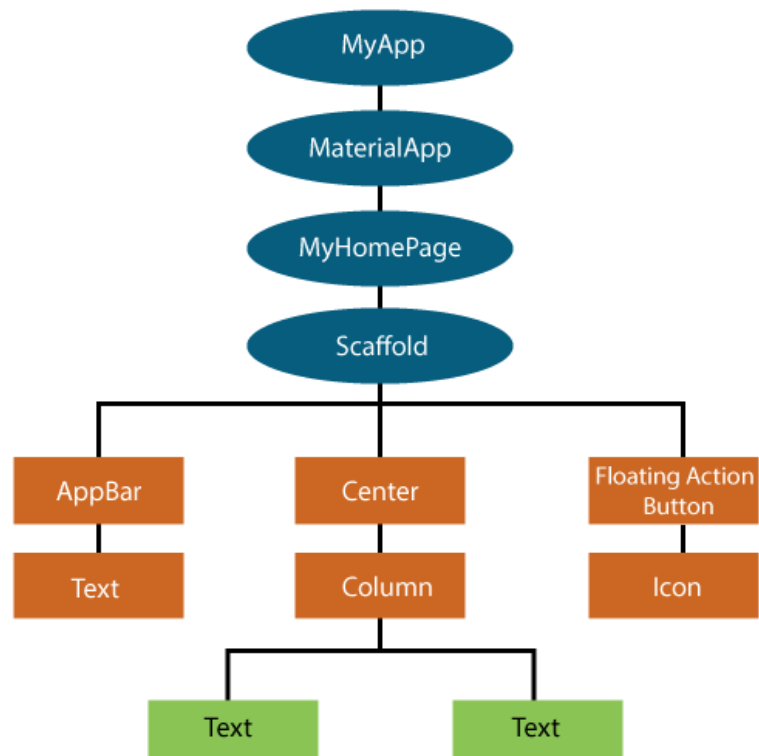 MyApp
MaterialApp
MyHomePage
Scaffold
AppBar
Center
Floating Action
Button
Text
Column
Icon
Text
Text